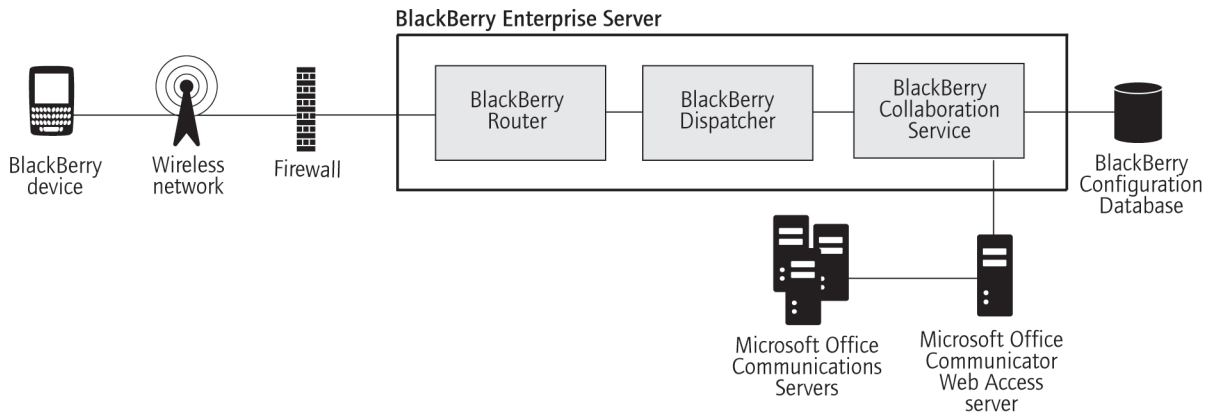 BlackBerry Enterprise Server
BlackBerry
device
Wireless
network
Firewall
BlackBerry
Router
BlackBerry
Dispatcher
BlackBerry
Collaboration
Service
BlackBerry
Configuration
Database
Microsoft Office
Communications
Servers
Microsoft Office
Communicator
Web Access
server